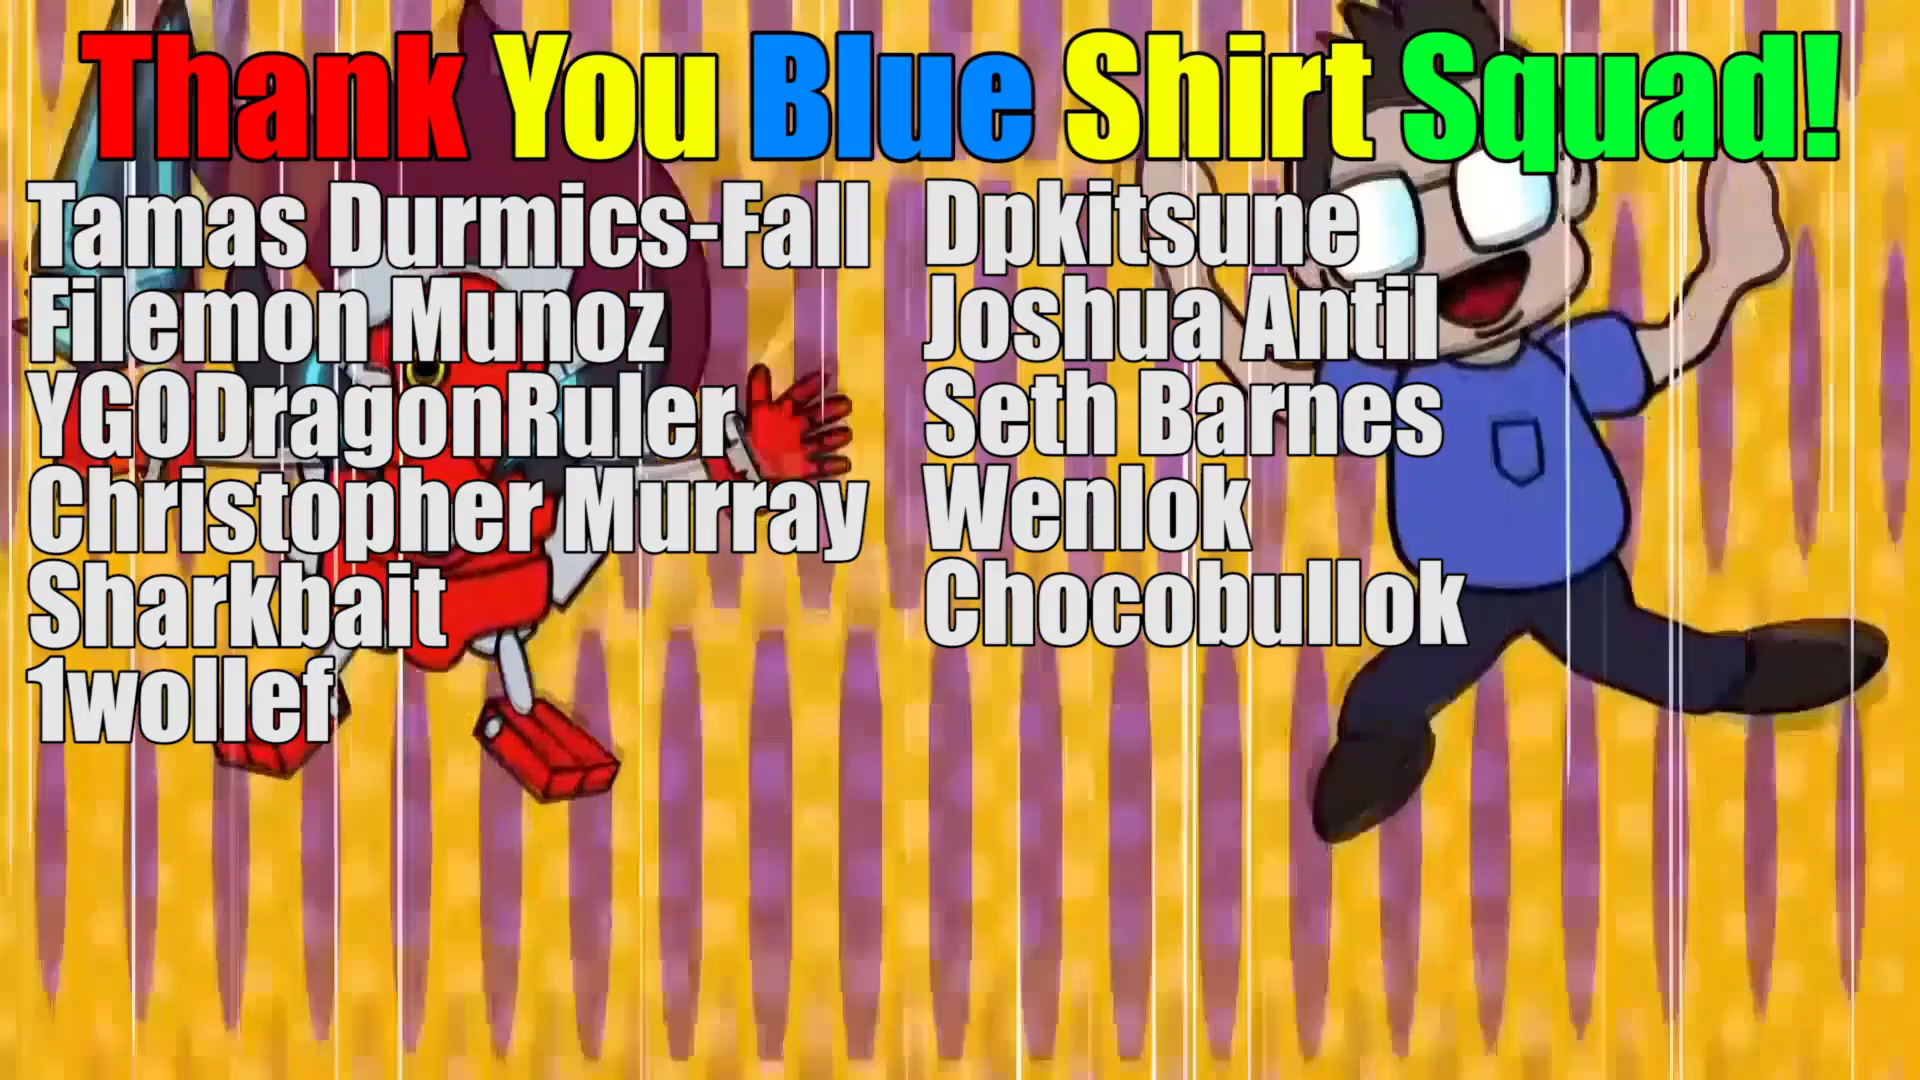 Thank You Blue Shirt Squad!
Tamas Durmics-Fall
Filemon Munoz
YGODragonRuler
Christopher Murray
Sharkbait
1wollef
Dpkitsune
Joshua Antil
Seth Barnes
Wenlok
Chocobullok